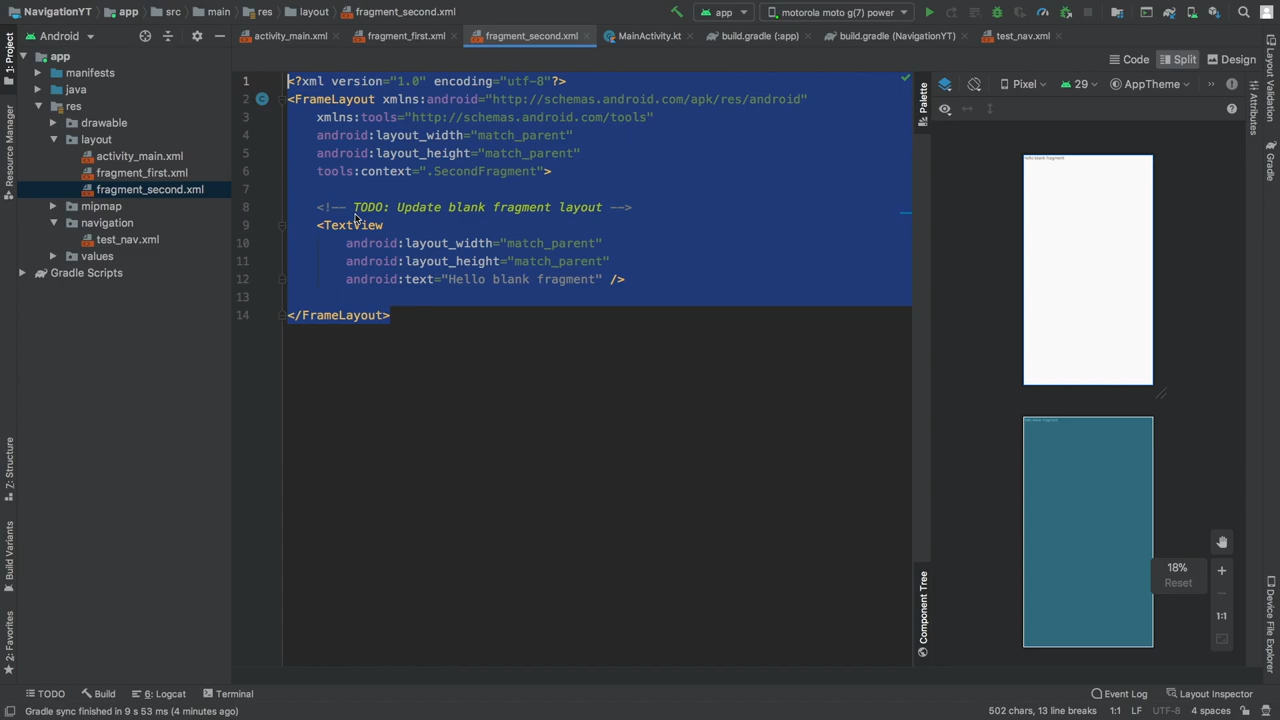 NavigationYT app src main res layout fragment_second.xml app motorola moto g(7) power
1: Project Android activity_main.xml fragment_first.xml fragment_second.xml MainActivity.kt build.gradle (:app) build.gradle (NavigationYT) test_nav.xml
Code Split Design
app
manifests
java
res
drawable
layout
activity_main.xml
fragment_first.xml
fragment_second.xml
mipmap
navigation
test_nav.xml
values
Gradle Scripts
Resource Manager
Z: Structure
Build Variants
2: Favorites
1 <?xml version="1.0" encoding="utf-8"?>
2 <FrameLayout xmlns:android="http://schemas.android.com/apk/res/android"
3 xmlns:tools="http://schemas.android.com/tools"
4 android:layout_width="match_parent"
5 android:layout_height="match_parent"
6 tools:context=".SecondFragment">
7
8 <!-- TODO: Update blank fragment layout -->
9 <TextView
10 android:layout_width="match_parent"
11 android:layout_height="match_parent"
12 android:text="Hello blank fragment" />
13
14 </FrameLayout>
Palette
Component Tree
Pixel 29 AppTheme
Hello blank fragment
18%
Reset
1:1
Attributes
Layout Validation
Gradle
Device File Explorer
TODO Build 6: Logcat Terminal Event Log Layout Inspector
Gradle sync finished in 9 s 53 ms (4 minutes ago) 502 chars, 13 line breaks 1:1 LF UTF-8 4 spaces